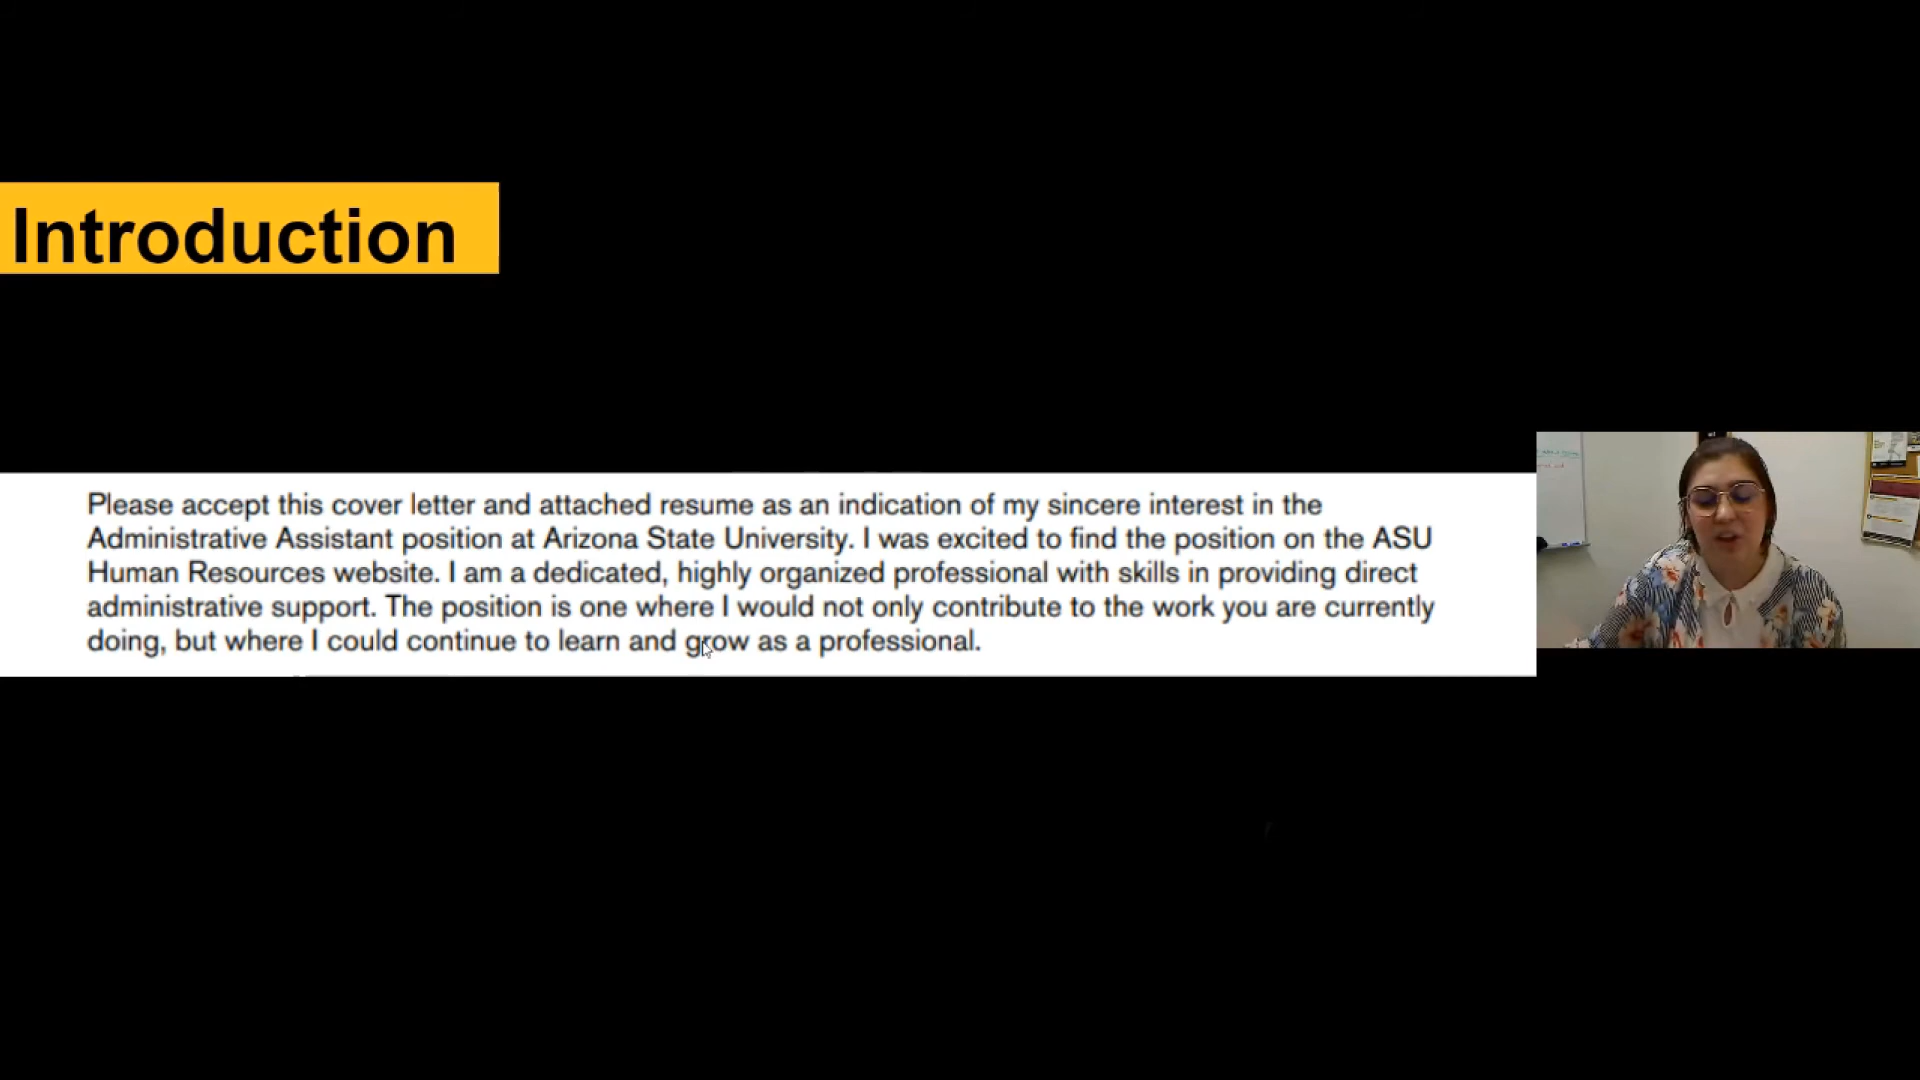 Introduction
Please accept this cover letter and attached resume as an indication of my sincere interest in the
Administrative Assistant position at Arizona State University. I was excited to find the position on the ASU
Human Resources website. I am a dedicated, highly organized professional with skills in providing direct
administrative support. The position is one where I would not only contribute to the work you are currently
doing, but where I could continue to learn and grow as a professional.